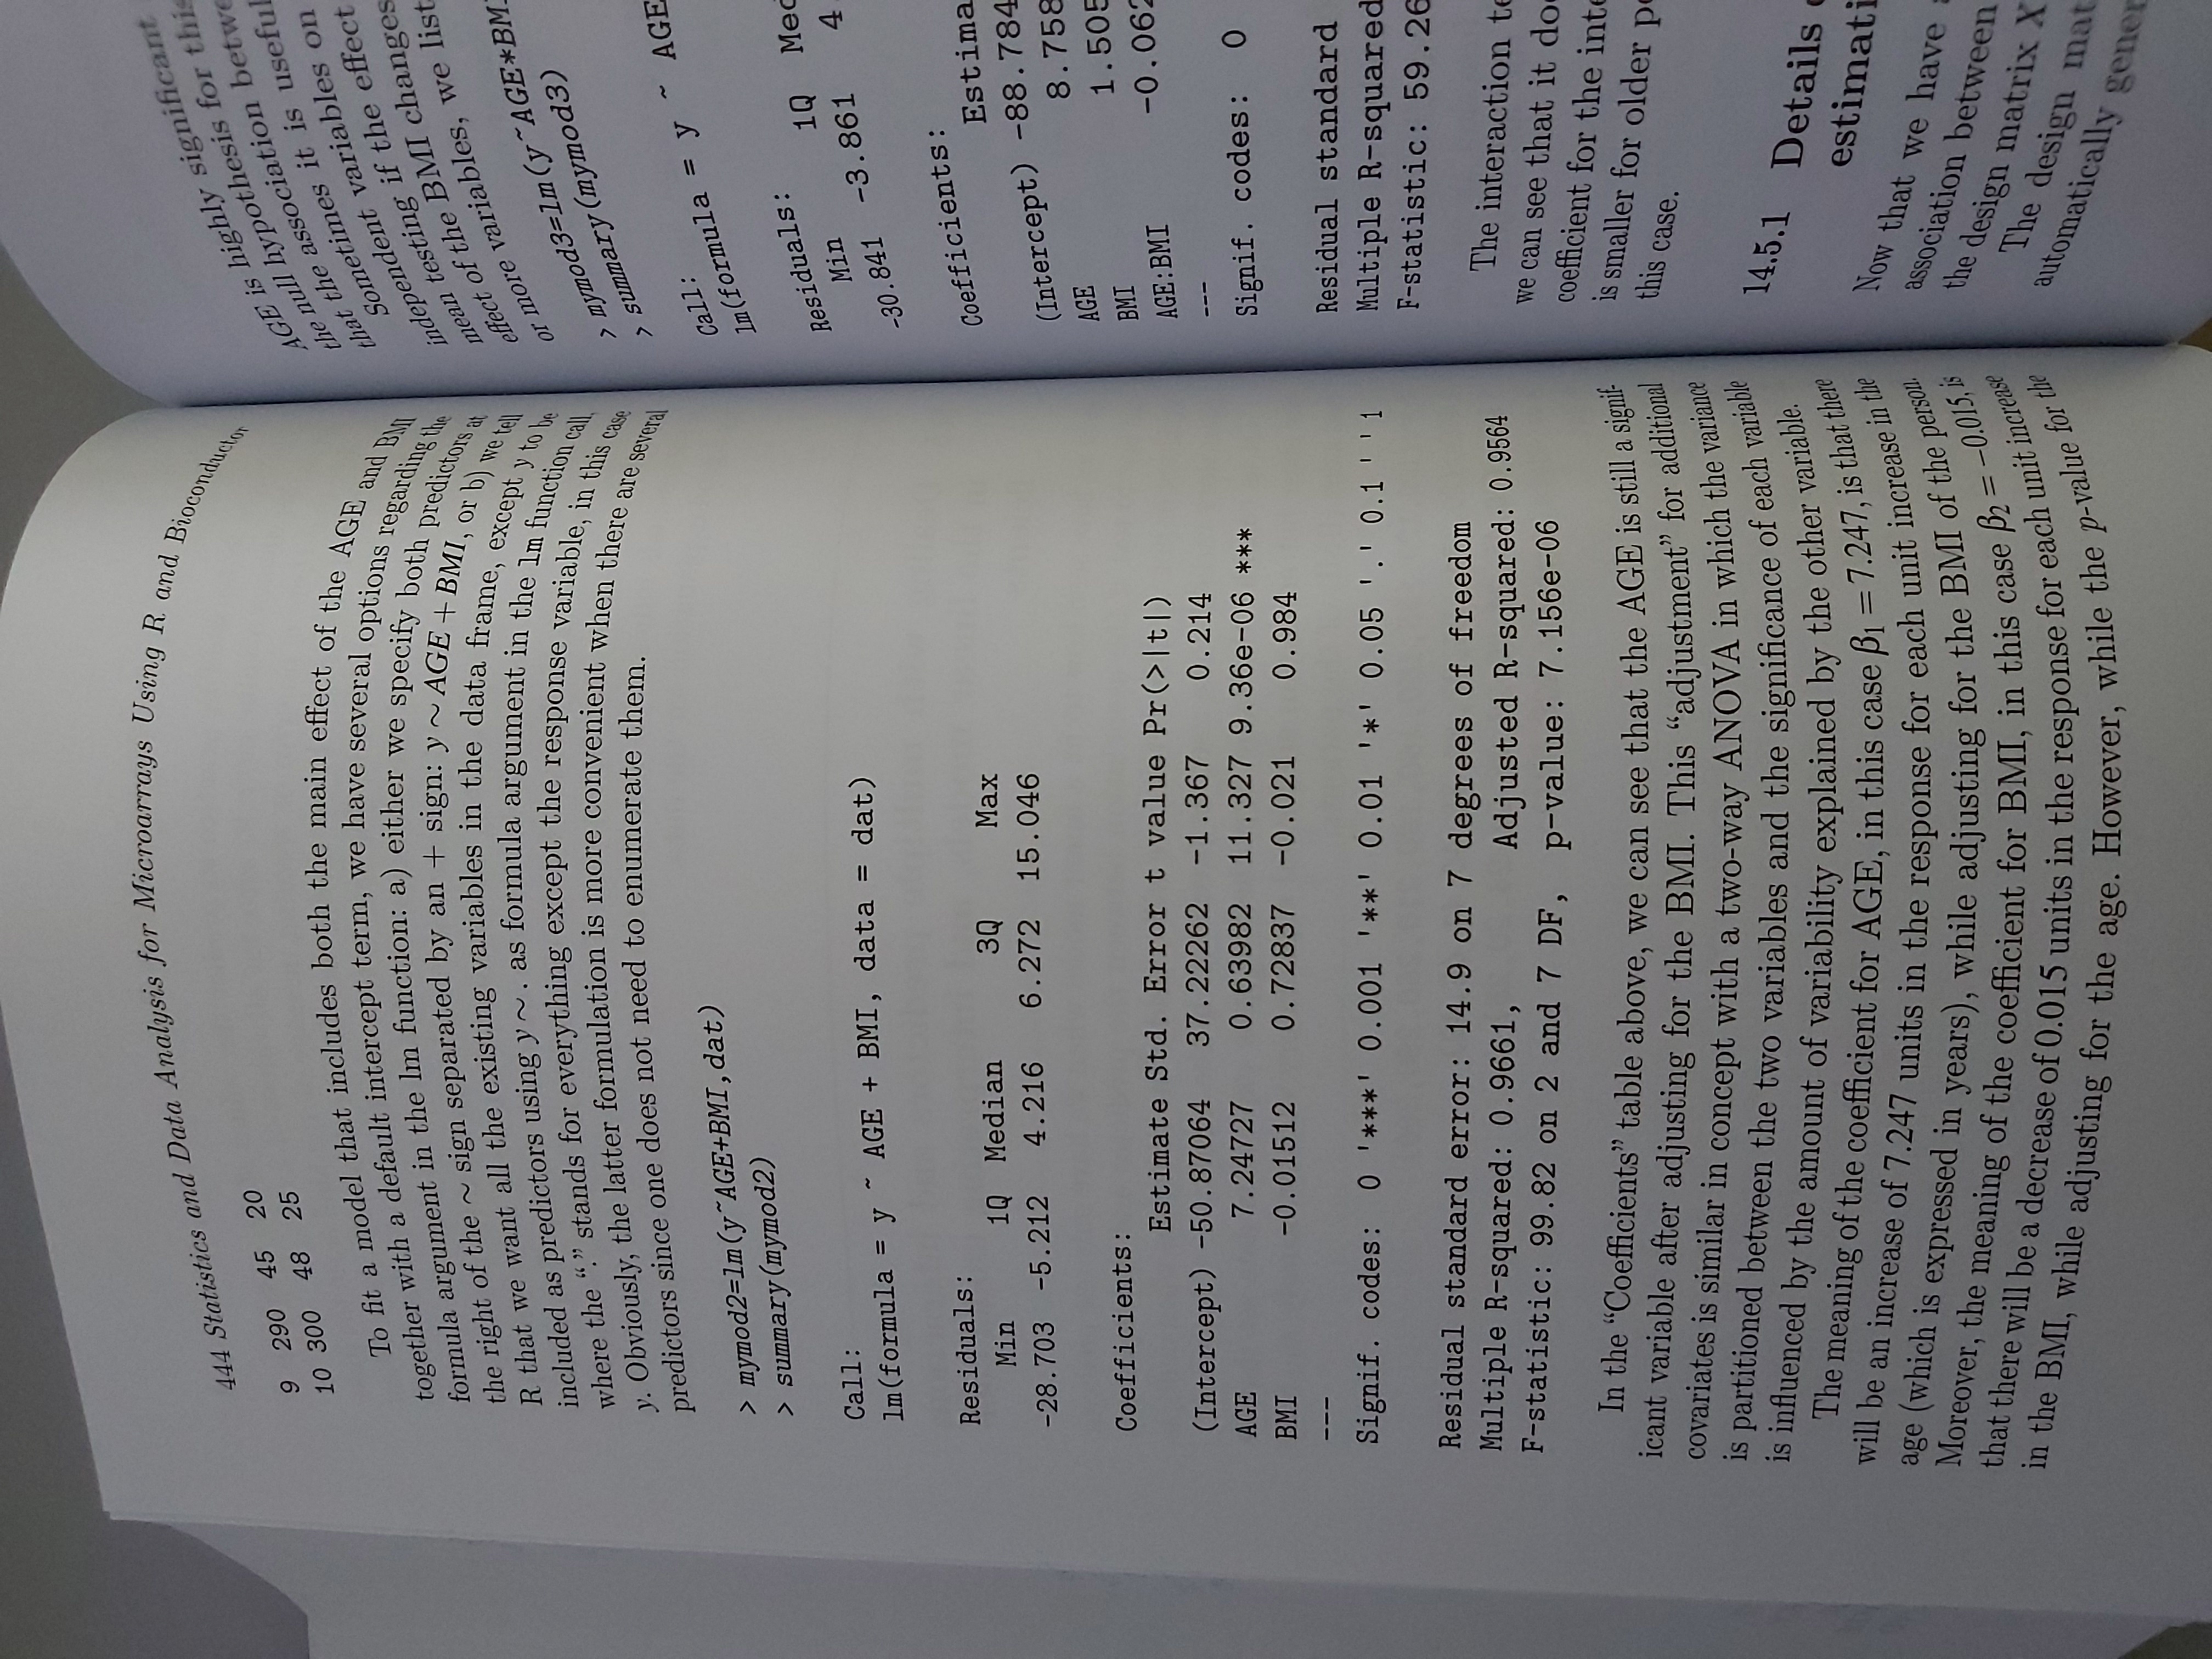 444 Statistics and Data Analysis for Microarrays Using R and Bioconductor
9 290 45 20
10 300 48 25
To fit a model that includes both the main effect of the AGE and BMI
together with a default intercept term, we have several options regarding the
formula argument in the lm function: a) either we specify both predictors at
the right of the ~ sign separated by an + sign: y ~ AGE + BMI, or b) we tell
R that we want all the existing variables in the data frame, except y to be
included as predictors using y ~ . as formula argument in the lm function call,
where the “.” stands for everything except the response variable, in this case
y. Obviously, the latter formulation is more convenient when there are several
predictors since one does not need to enumerate them.
> mymod2=lm(y~AGE+BMI,dat)
> summary(mymod2)
Call:
lm(formula = y ~ AGE + BMI, data = dat)
Residuals:
Min 1Q Median 3Q Max
-28.703 -5.212 4.216 6.272 15.046
Coefficients:
Estimate Std. Error t value Pr(>|t|)
(Intercept) -50.87064 37.22262 -1.367 0.214
AGE 7.24727 0.63982 11.327 9.36e-06 ***
BMI -0.01512 0.72837 -0.021 0.984
---
Signif. codes: 0 '***' 0.001 '**' 0.01 '*' 0.05 '.' 0.1 ' ' 1
Residual standard error: 14.9 on 7 degrees of freedom
Multiple R-squared: 0.9661, Adjusted R-squared: 0.9564
F-statistic: 99.82 on 2 and 7 DF, p-value: 7.156e-06
In the “Coefficients” table above, we can see that the AGE is still a signif-
icant variable after adjusting for the BMI. This “adjustment” for additional
covariates is similar in concept with a two-way ANOVA in which the variance
is partitioned between the two variables and the significance of each variable
is influenced by the amount of variability explained by the other variable.
The meaning of the coefficient for AGE, in this case β₁ = 7.247, is that there
will be an increase of 7.247 units in the response for each unit increase in the
age (which is expressed in years), while adjusting for the BMI of the person.
Moreover, the meaning of the coefficient for BMI, in this case β₂ = −0.015, is
that there will be a decrease of 0.015 units in the response for each unit increase
in the BMI, while adjusting for the age. However, while the p-value for the
AGE is highly significant
the null hypothesis for this
that the association betwe
Sometimes it is useful
independent variables on
mean testing if the effect
effect of the BMI changes
or more variables, we list
> mymod3=lm(y~AGE*BMI
> summary(mymod3)
Call:
lm(formula = y ~ AGE
Residuals:
Min 1Q Med
-30.841 -3.861 4
Coefficients:
Estima
(Intercept) -88.784
AGE 8.758
BMI 1.505
AGE:BMI -0.062
---
Signif. codes: 0
Residual standard
Multiple R-squared
F-statistic: 59.26
The interaction te
we can see that it do
coefficient for the inte
is smaller for older pe
this case.
14.5.1 Details
estimati
Now that we have
association between
the design matrix X
The design mat
automatically gener